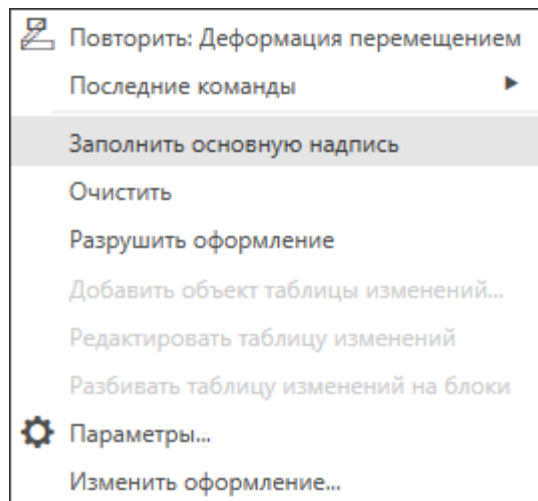 Повторить: Деформация перемещением
Последние команды
Заполнить основную надпись
Очистить
Разрушить оформление
Добавить объект таблицы изменений...
Редактировать таблицу изменений
Разбивать таблицу изменений на блоки
Параметры...
Изменить оформление...